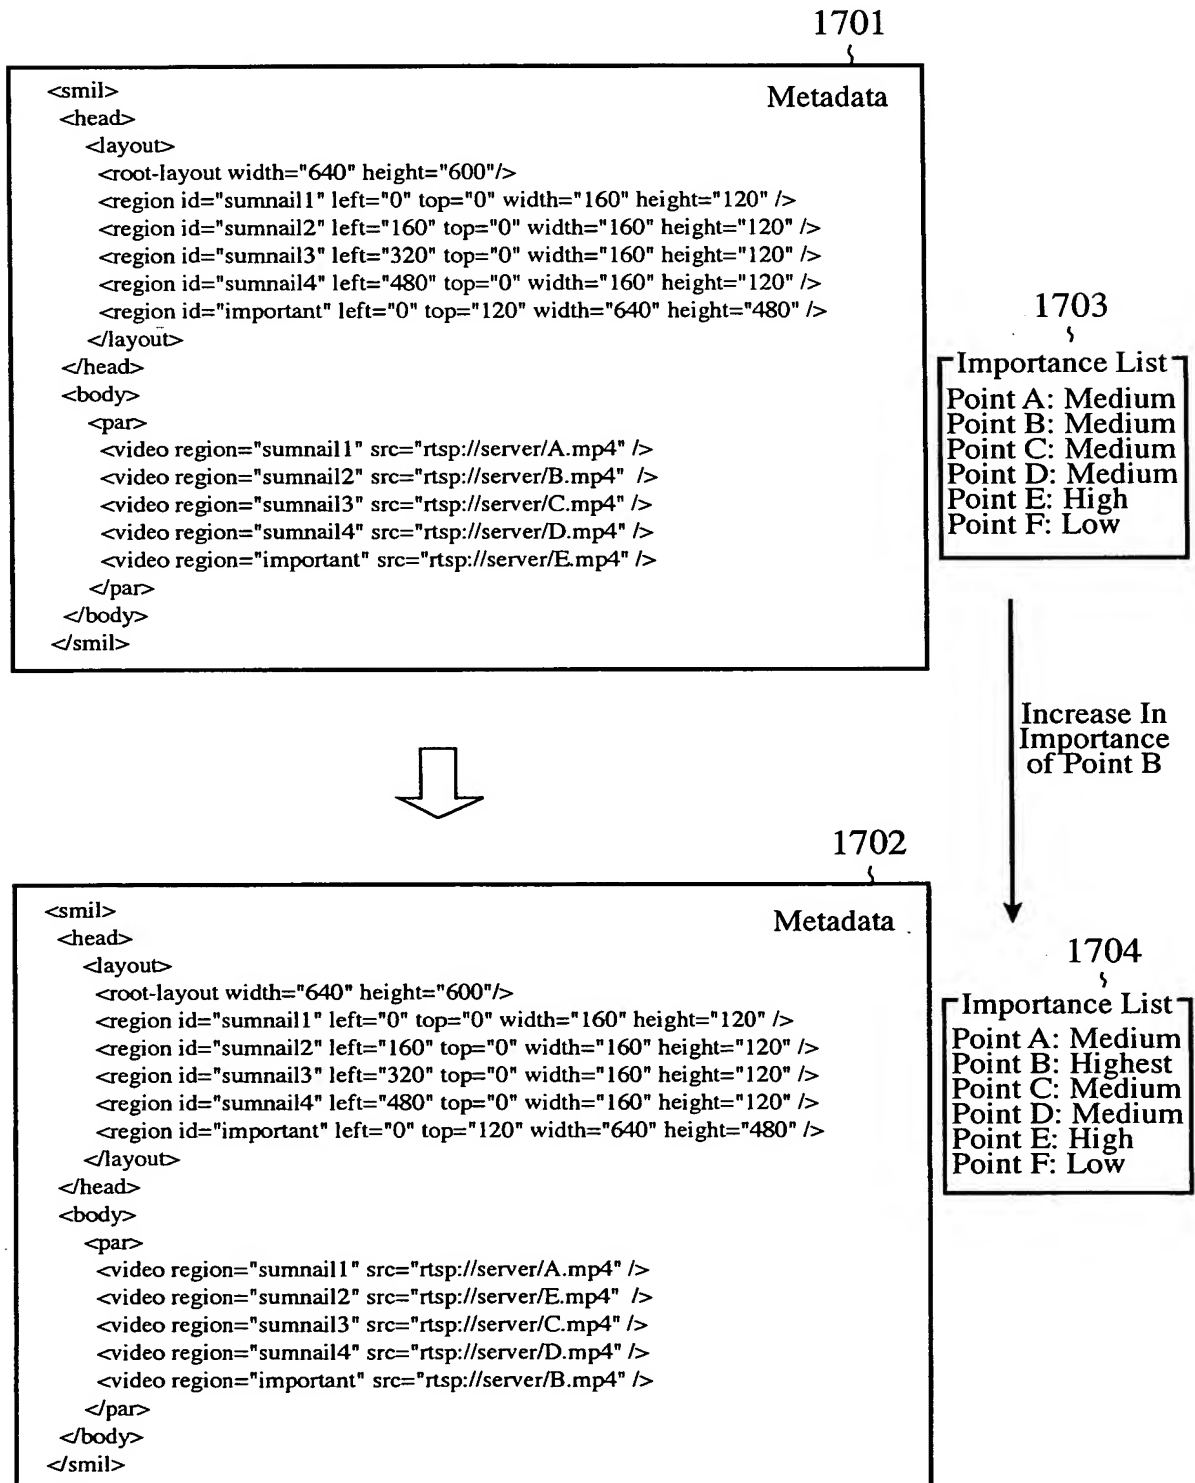 1701
Metadata
<smil>
<head>
<layout>
<root-layout width="640" height="600"/>
<region id="sumnail1" left="0" top="0" width="160" height="120" />
<region id="sumnail2" left="160" top="0" width="160" height="120" />
<region id="sumnail3" left="320" top="0" width="160" height="120" />
<region id="sumnail4" left="480" top="0" width="160" height="120" />
<region id="important" left="0" top="120" width="640" height="480" />
</layout>
</head>
<body>
<par>
<video region="sumnail1" src="rtsp://server/A.mp4" />
<video region="sumnail2" src="rtsp://server/B.mp4" />
<video region="sumnail3" src="rtsp://server/C.mp4" />
<video region="sumnail4" src="rtsp://server/D.mp4" />
<video region="important" src="rtsp://server/E.mp4" />
</par>
</body>
</smil>
1703
Importance List
Point A: Medium
Point B: Medium
Point C: Medium
Point D: Medium
Point E: High
Point F: Low
Increase In
Importance
of Point B
1702
Metadata
<smil>
<head>
<layout>
<root-layout width="640" height="600"/>
<region id="sumnail1" left="0" top="0" width="160" height="120" />
<region id="sumnail2" left="160" top="0" width="160" height="120" />
<region id="sumnail3" left="320" top="0" width="160" height="120" />
<region id="sumnail4" left="480" top="0" width="160" height="120" />
<region id="important" left="0" top="120" width="640" height="480" />
</layout>
</head>
<body>
<par>
<video region="sumnail1" src="rtsp://server/A.mp4" />
<video region="sumnail2" src="rtsp://server/E.mp4" />
<video region="sumnail3" src="rtsp://server/C.mp4" />
<video region="sumnail4" src="rtsp://server/D.mp4" />
<video region="important" src="rtsp://server/B.mp4" />
</par>
</body>
</smil>
1704
Importance List
Point A: Medium
Point B: Highest
Point C: Medium
Point D: Medium
Point E: High
Point F: Low